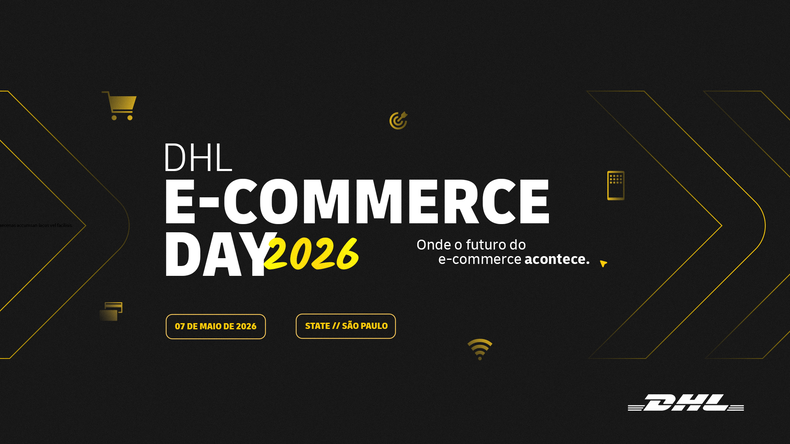 DHL
E-COMMERCE
DAY 2026
Onde o futuro do
e-commerce acontece.
07 DE MAIO DE 2026
STATE // SÃO PAULO
DHL